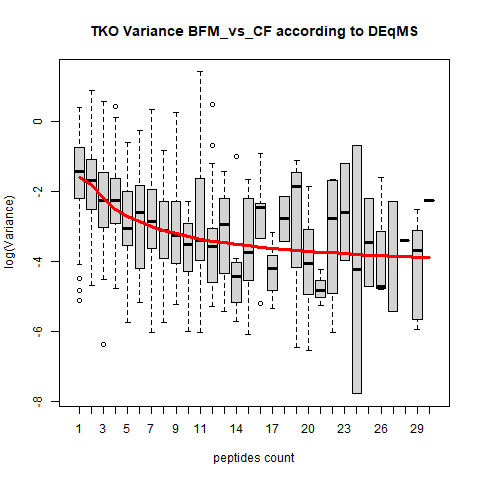 TKO Variance BFM_vs_CF according to DEqMS
log(Variance)
0
-2
-4
-6
-8
1 3 5 7 9 11 14 17 20 23 26 29
peptides count